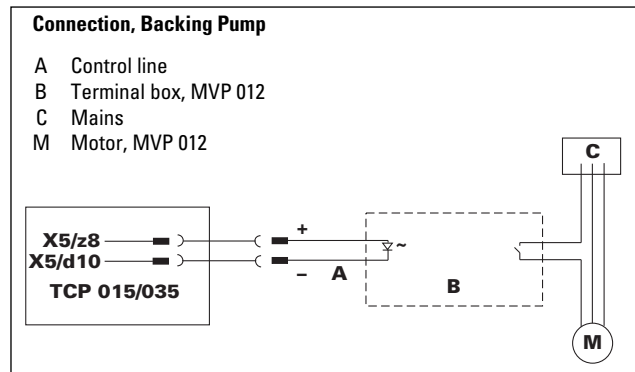 Connection, Backing Pump
A Control line
B Terminal box, MVP 012
C Mains
M Motor, MVP 012
C
X5/z8
+
~
X5/d10
– A
B
TCP 015/035
M